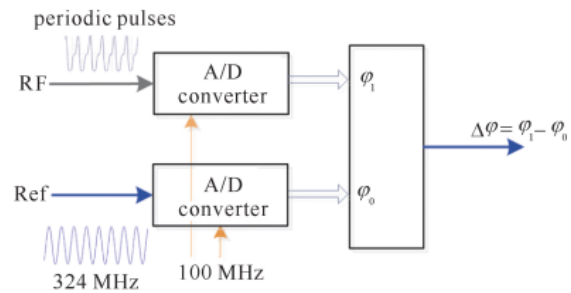 periodic pulses
RF
A/D
converter
φ₁
Δφ = φ₁ − φ₀
Ref
A/D
converter
φ₀
324 MHz
100 MHz